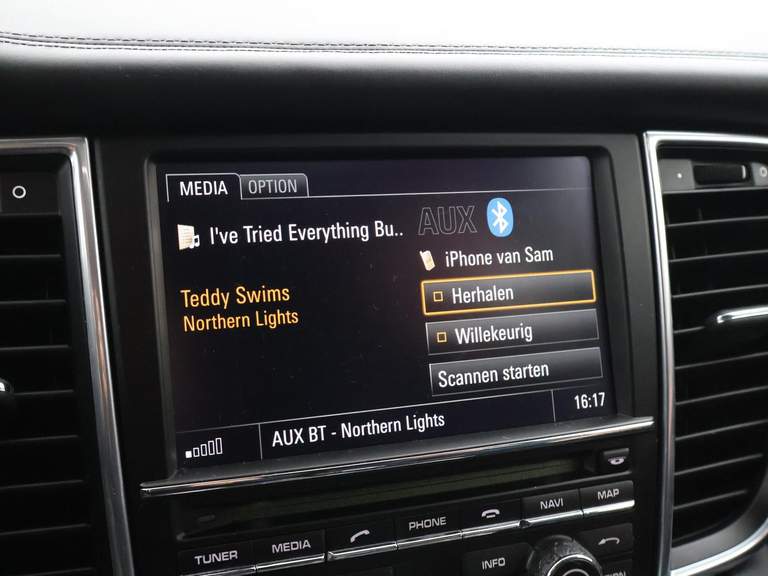 MEDIA OPTION
I've Tried Everything Bu..
AUX
iPhone van Sam
Teddy Swims
Northern Lights
Herhalen
Willekeurig
Scannen starten
AUX BT - Northern Lights
16:17
TUNER MEDIA PHONE NAVI MAP
INFO